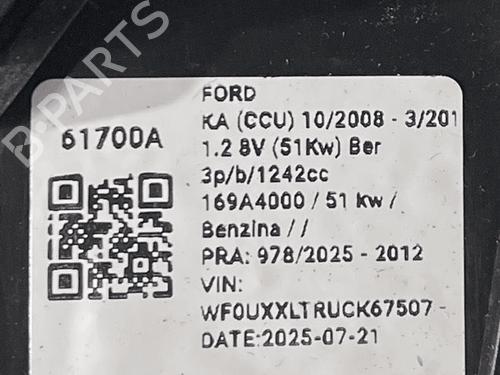 B-PARTS
61700A
FORD
KA (CCU) 10/2008 - 3/201
1.2 8V (51Kw) Ber
3p/b/1242cc
169A4000 / 51 kw /
Benzina / /
PRA: 978/2025 - 2012
VIN:
WF0UXXLTRUCK67507 -
DATE:2025-07-21